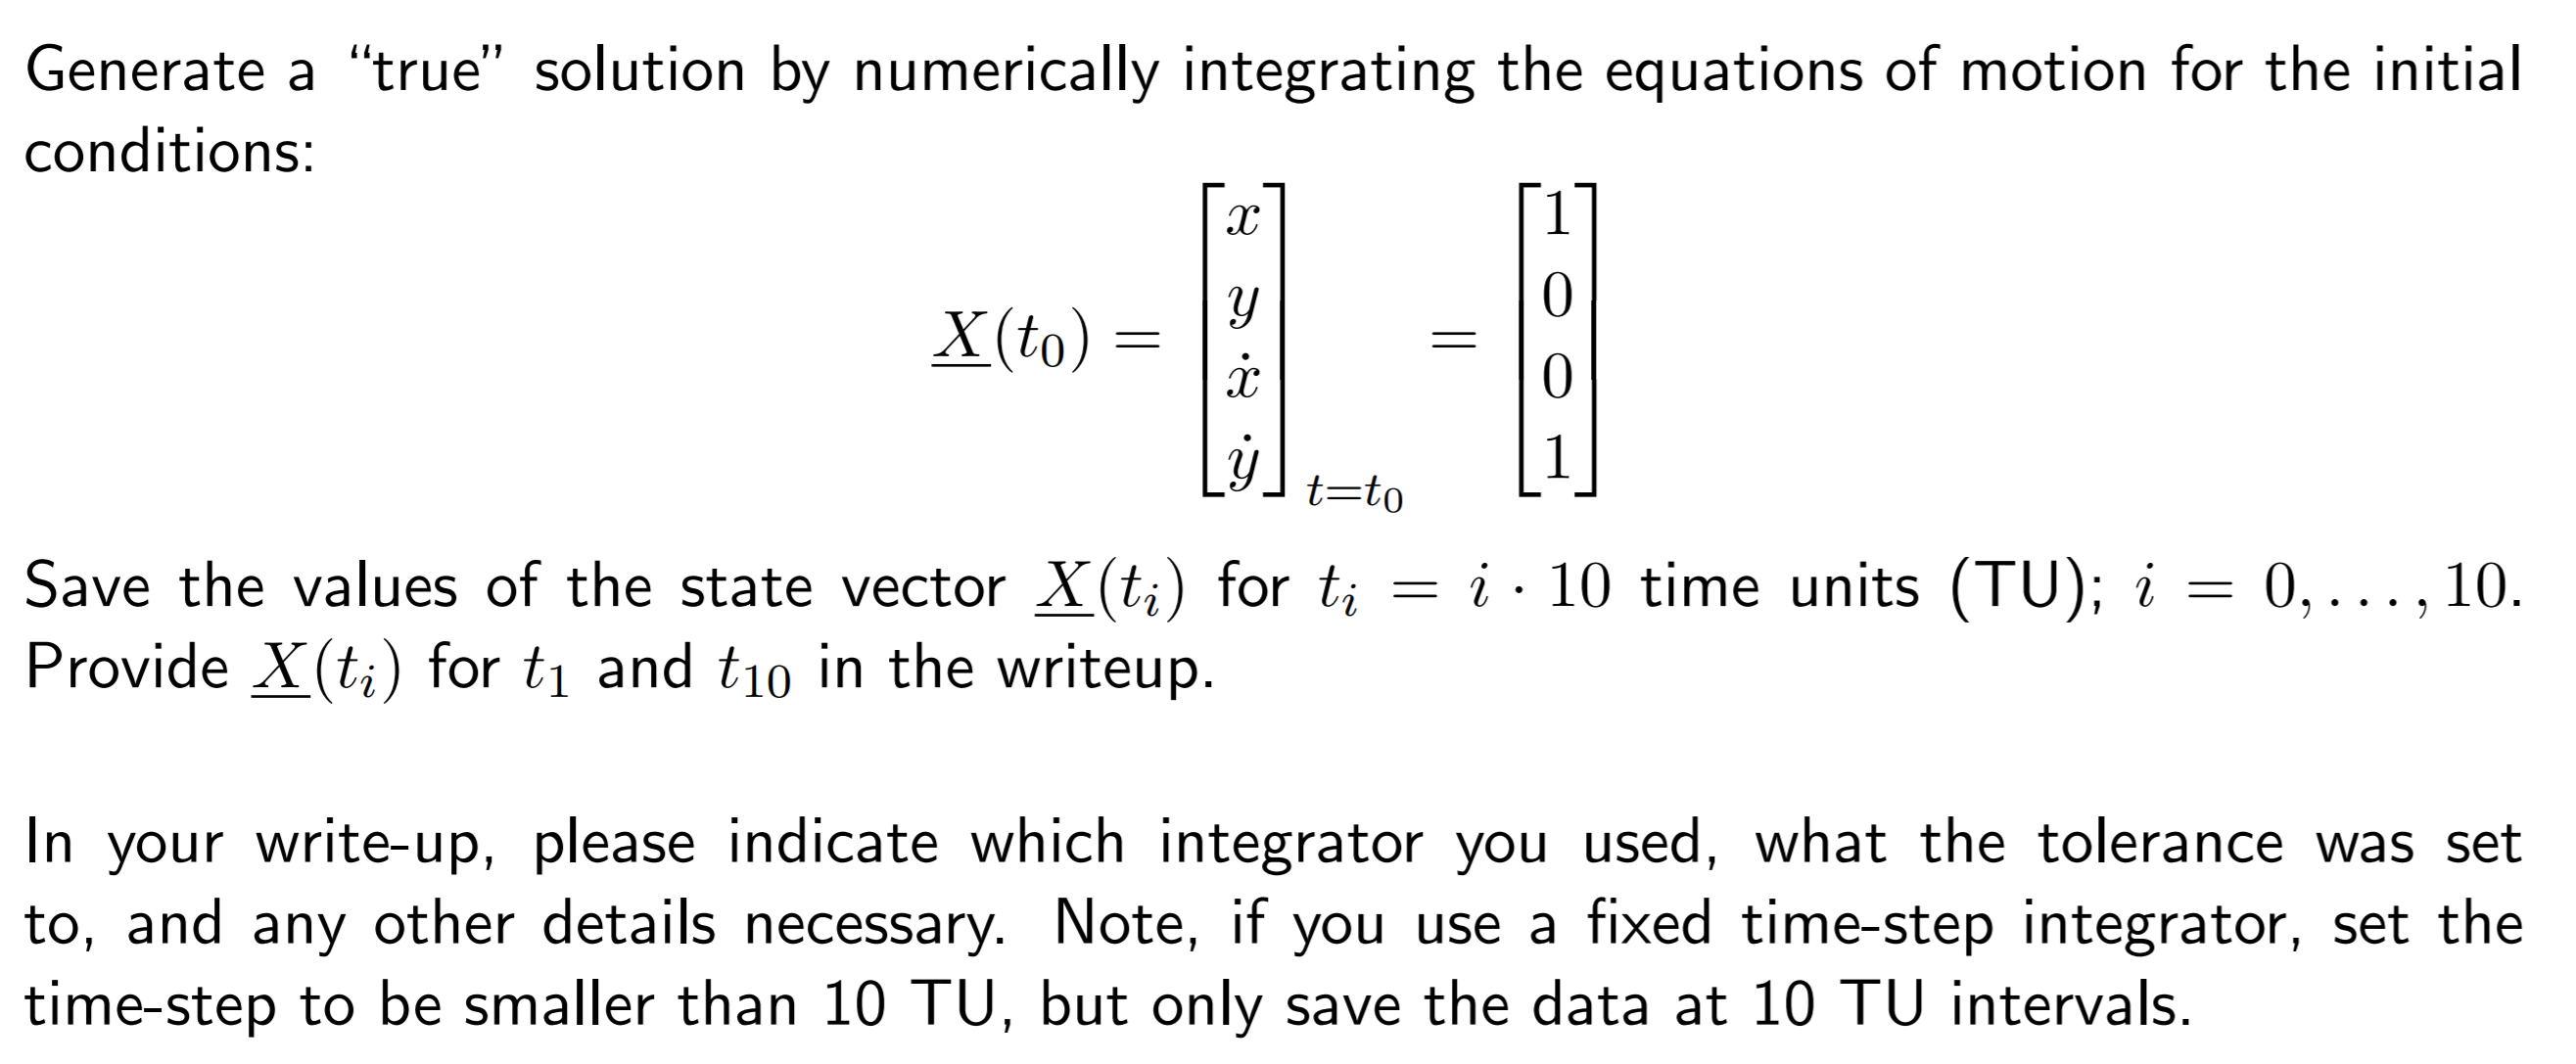 Generate a “true” solution by numerically integrating the equations of motion for the initial
conditions:
$\underline{X}(t_0) = \begin{bmatrix} x \\ y \\ \dot{x} \\ \dot{y} \end{bmatrix}_{t=t_0} = \begin{bmatrix} 1 \\ 0 \\ 0 \\ 1 \end{bmatrix}$
Save the values of the state vector $\underline{X}(t_i)$ for $t_i = i \cdot 10$ time units (TU); $i = 0, \ldots, 10$.
Provide $\underline{X}(t_i)$ for $t_1$ and $t_{10}$ in the writeup.
In your write-up, please indicate which integrator you used, what the tolerance was set
to, and any other details necessary. Note, if you use a fixed time-step integrator, set the
time-step to be smaller than 10 TU, but only save the data at 10 TU intervals.